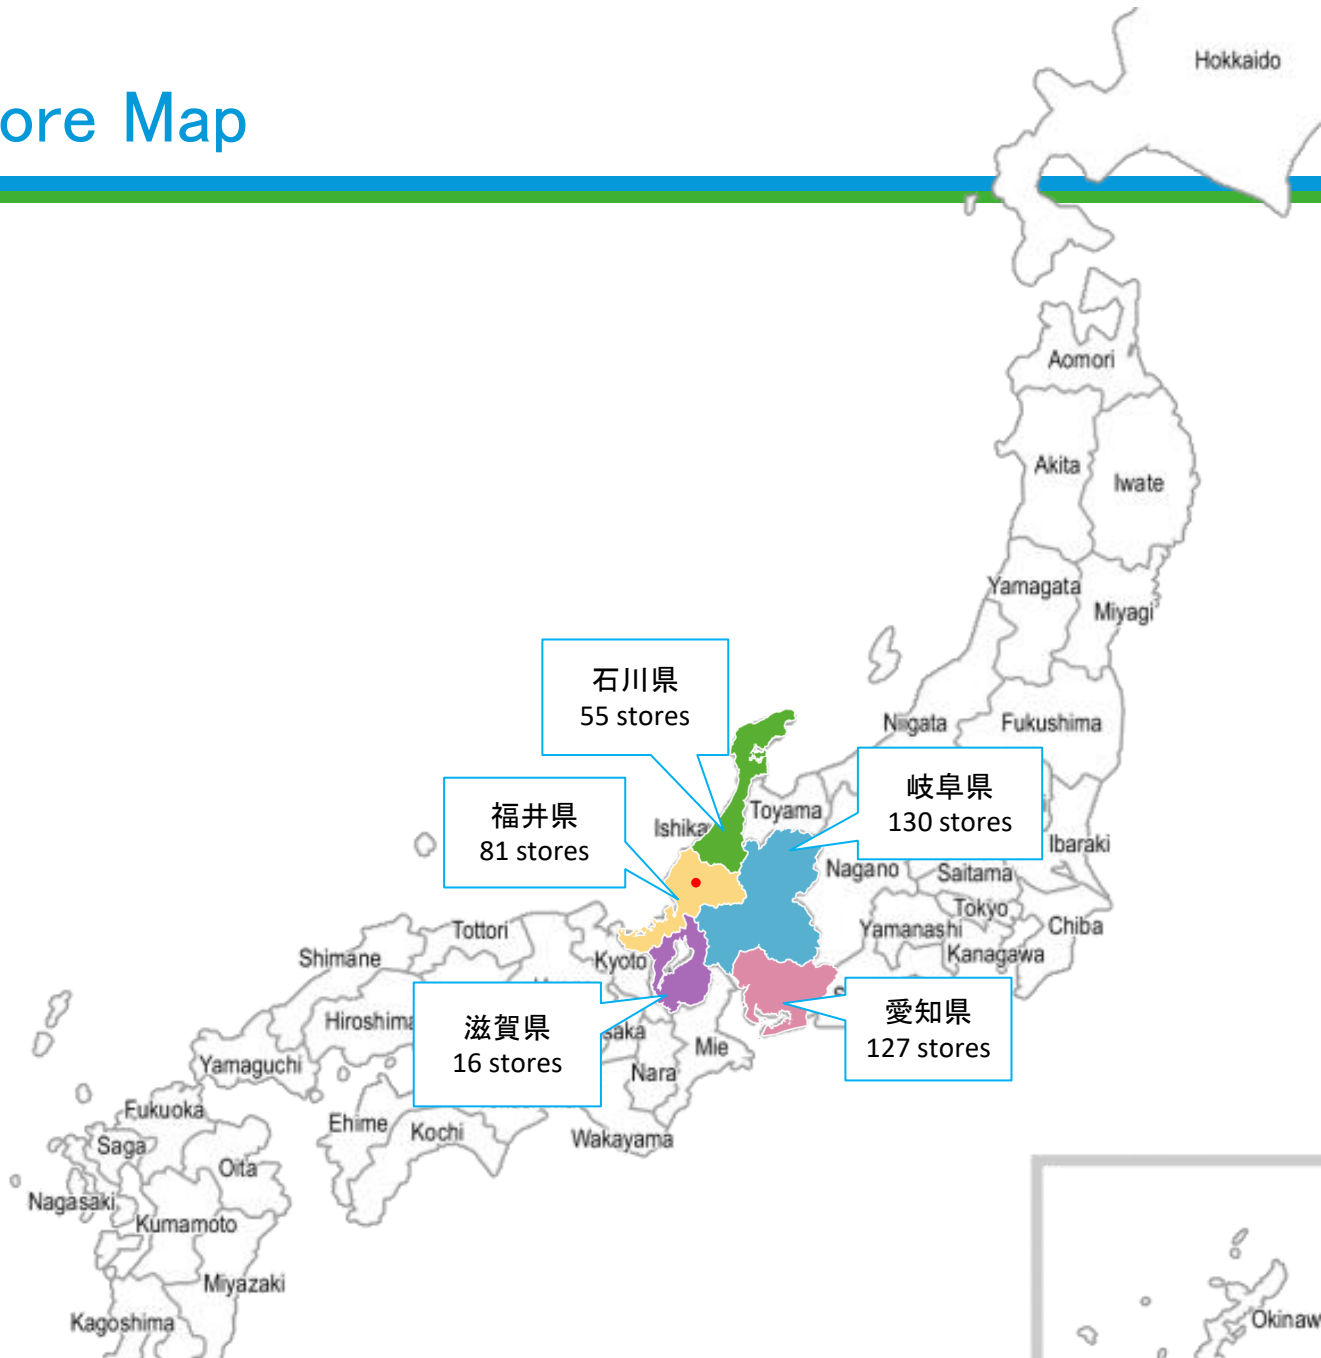 ore Map
Hokkaido
Aomori
Akita
Iwate
Yamagata
Miyagi
石川県
55 stores
Niigata
Fukushima
福井県
81 stores
Ishika
Toyama
岐阜県
130 stores
Ibaraki
Nagano
Saitama
Tokyo
Yamanashi
Chiba
Kanagawa
Tottori
Shimane
Kyoto
Hiroshima
滋賀県
16 stores
saka
Mie
愛知県
127 stores
Yamaguchi
Nara
Fukuoka
Ehime
Kochi
Wakayama
Saga
Oita
Nagasaki
Kumamoto
Miyazaki
Kagoshima
Okinaw